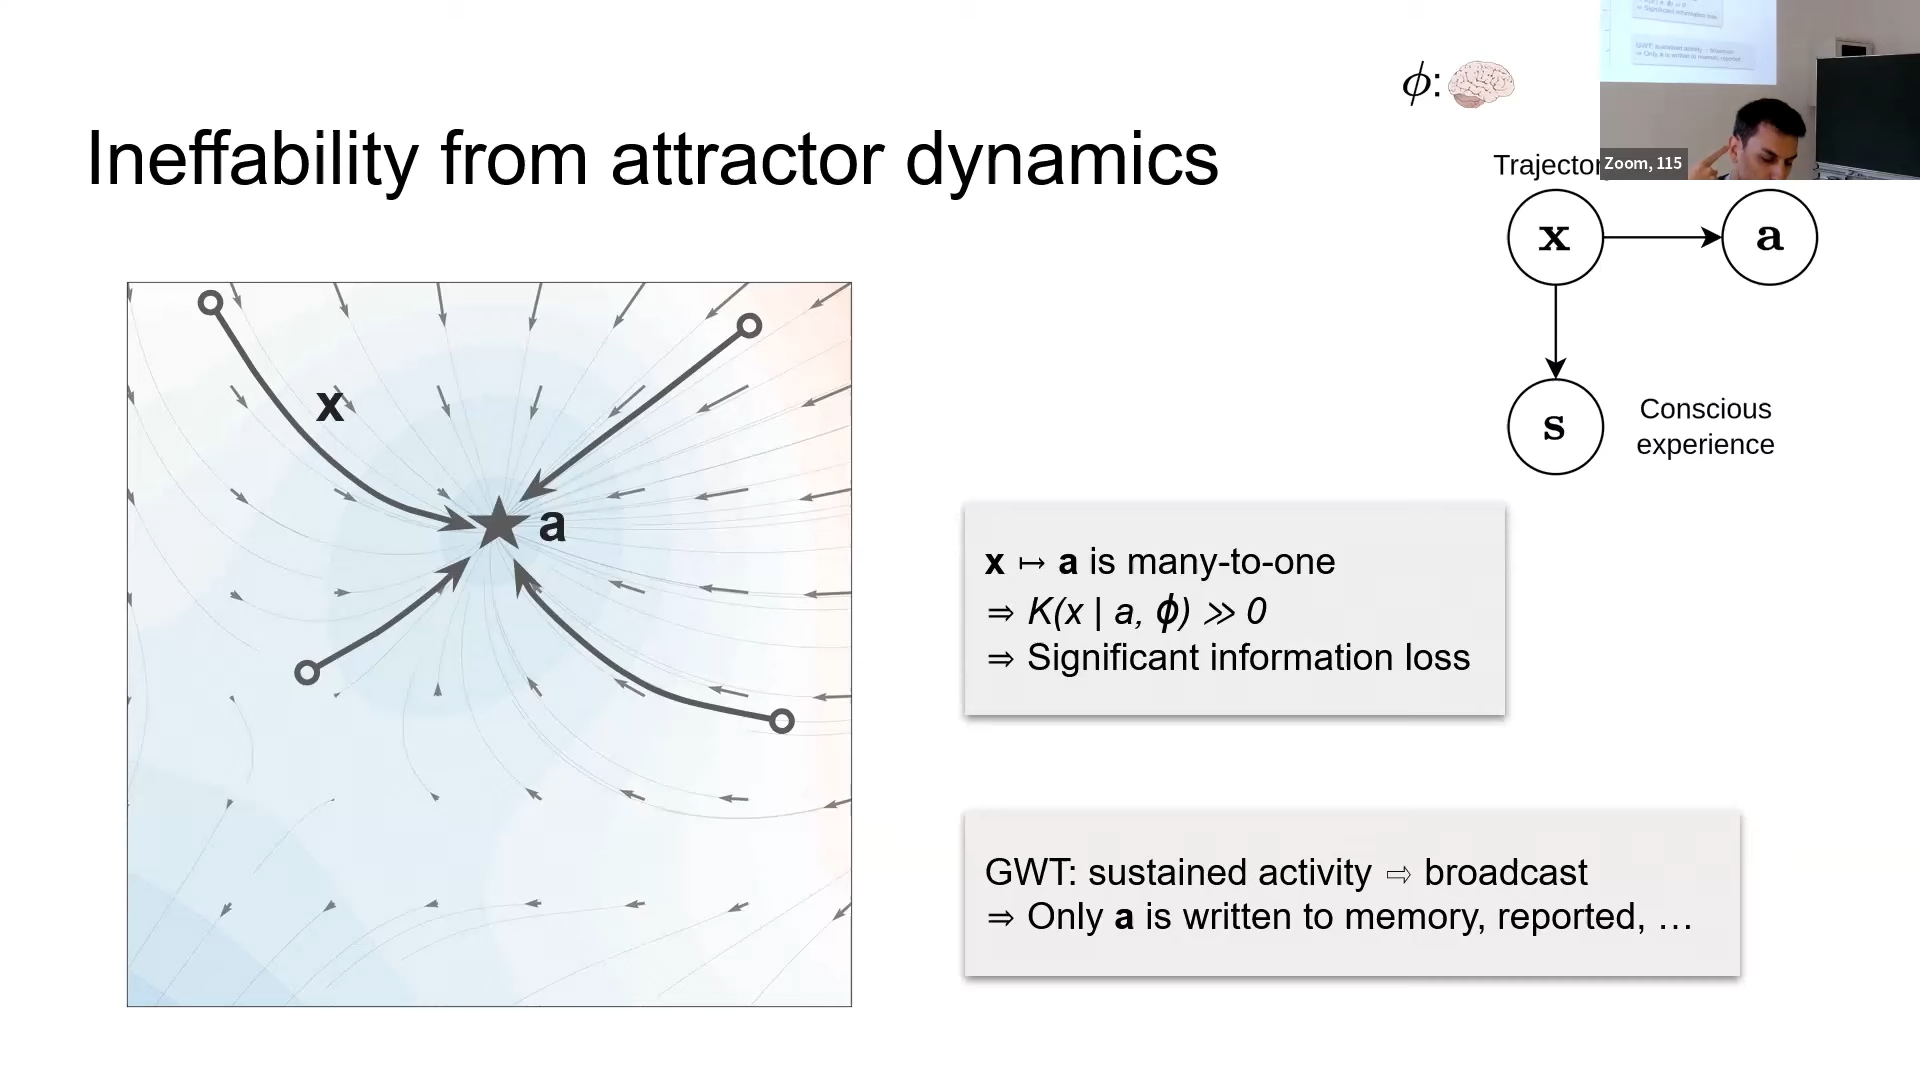 ϕ:
Ineffability from attractor dynamics
Trajector
Zoom, 115
x
a
s
Conscious
experience
x
a
x ↦ a is many-to-one
⇒ K(x | a, ϕ) ≫ 0
⇒ Significant information loss
GWT: sustained activity ⇨ broadcast
⇒ Only a is written to memory, reported, …